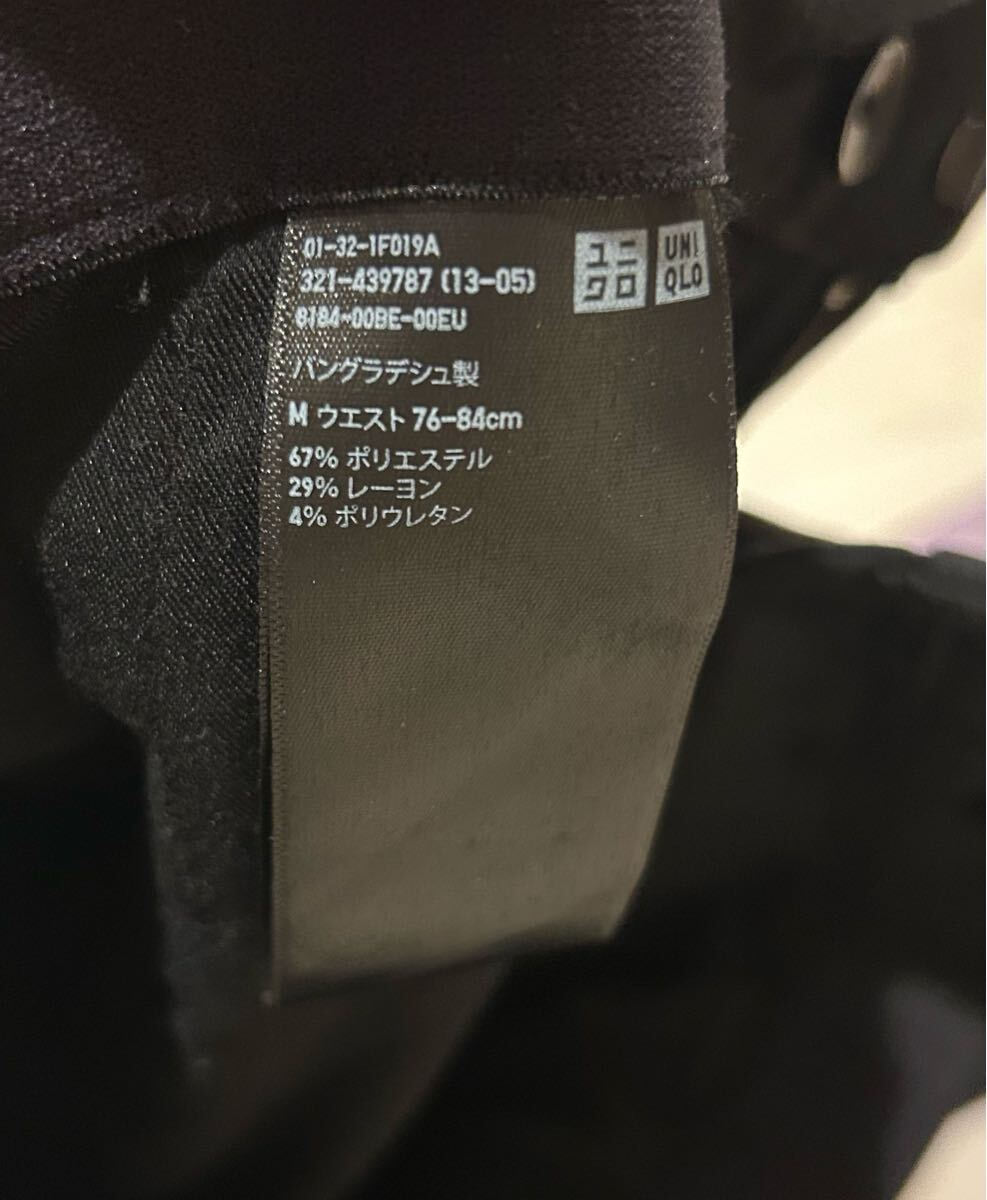 01-32-1F019A
321-439787 (13-05)
8184-00BE-00EU
ユニ
クロ
UNI
QLO
バングラデシュ製
M ウエスト 76-84cm
67% ポリエステル
29% レーヨン
4% ポリウレタン